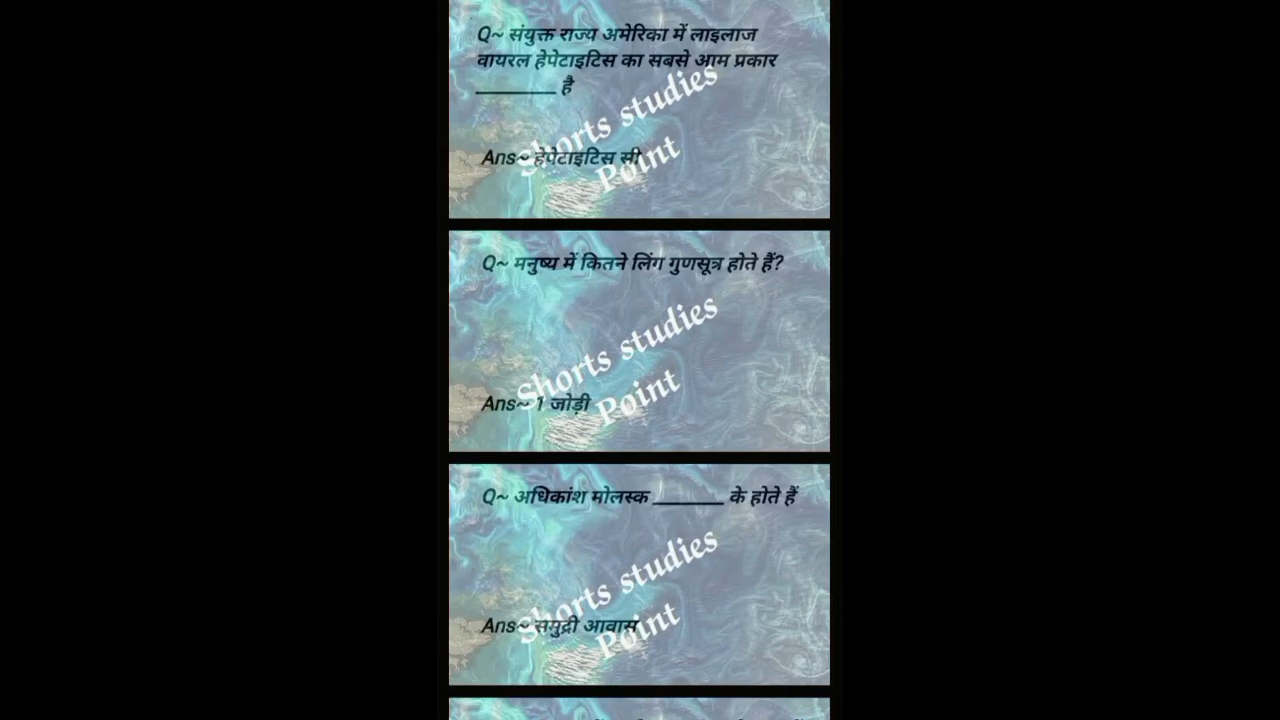 Q~ संयुक्त राज्य अमेरिका में लाइलाज
वायरल हेपेटाइटिस का सबसे आम प्रकार
________ है
Shorts studies
Point
Ans~ हेपेटाइटिस सी
Q~ मनुष्य में कितने लिंग गुणसूत्र होते हैं?
Shorts studies
Point
Ans~ 1 जोड़ी
Q~ अधिकांश मोलस्क _______ के होते हैं
Shorts studies
Point
Ans~ समुद्री आवास